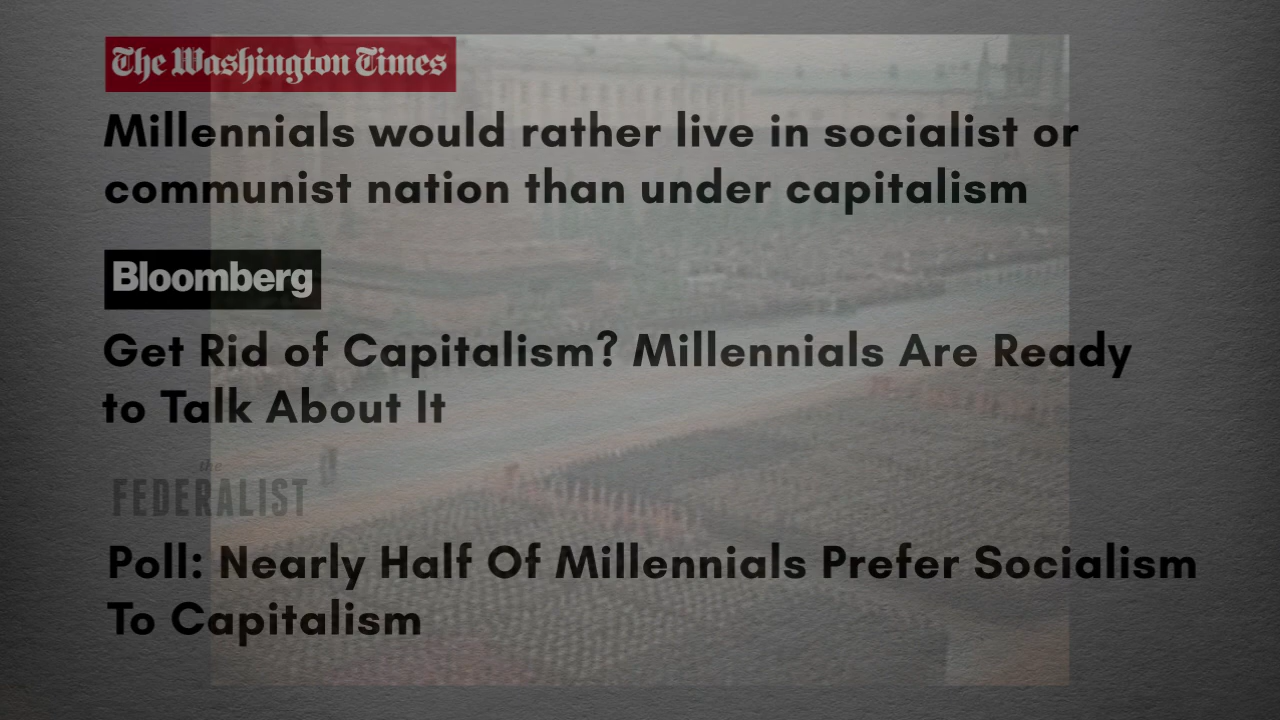 The Washington Times
Millennials would rather live in socialist or
communist nation than under capitalism
Bloomberg
Get Rid of Capitalism? Millennials Are Ready
to Talk About It
the
FEDERALIST
Poll: Nearly Half Of Millennials Prefer Socialism
To Capitalism